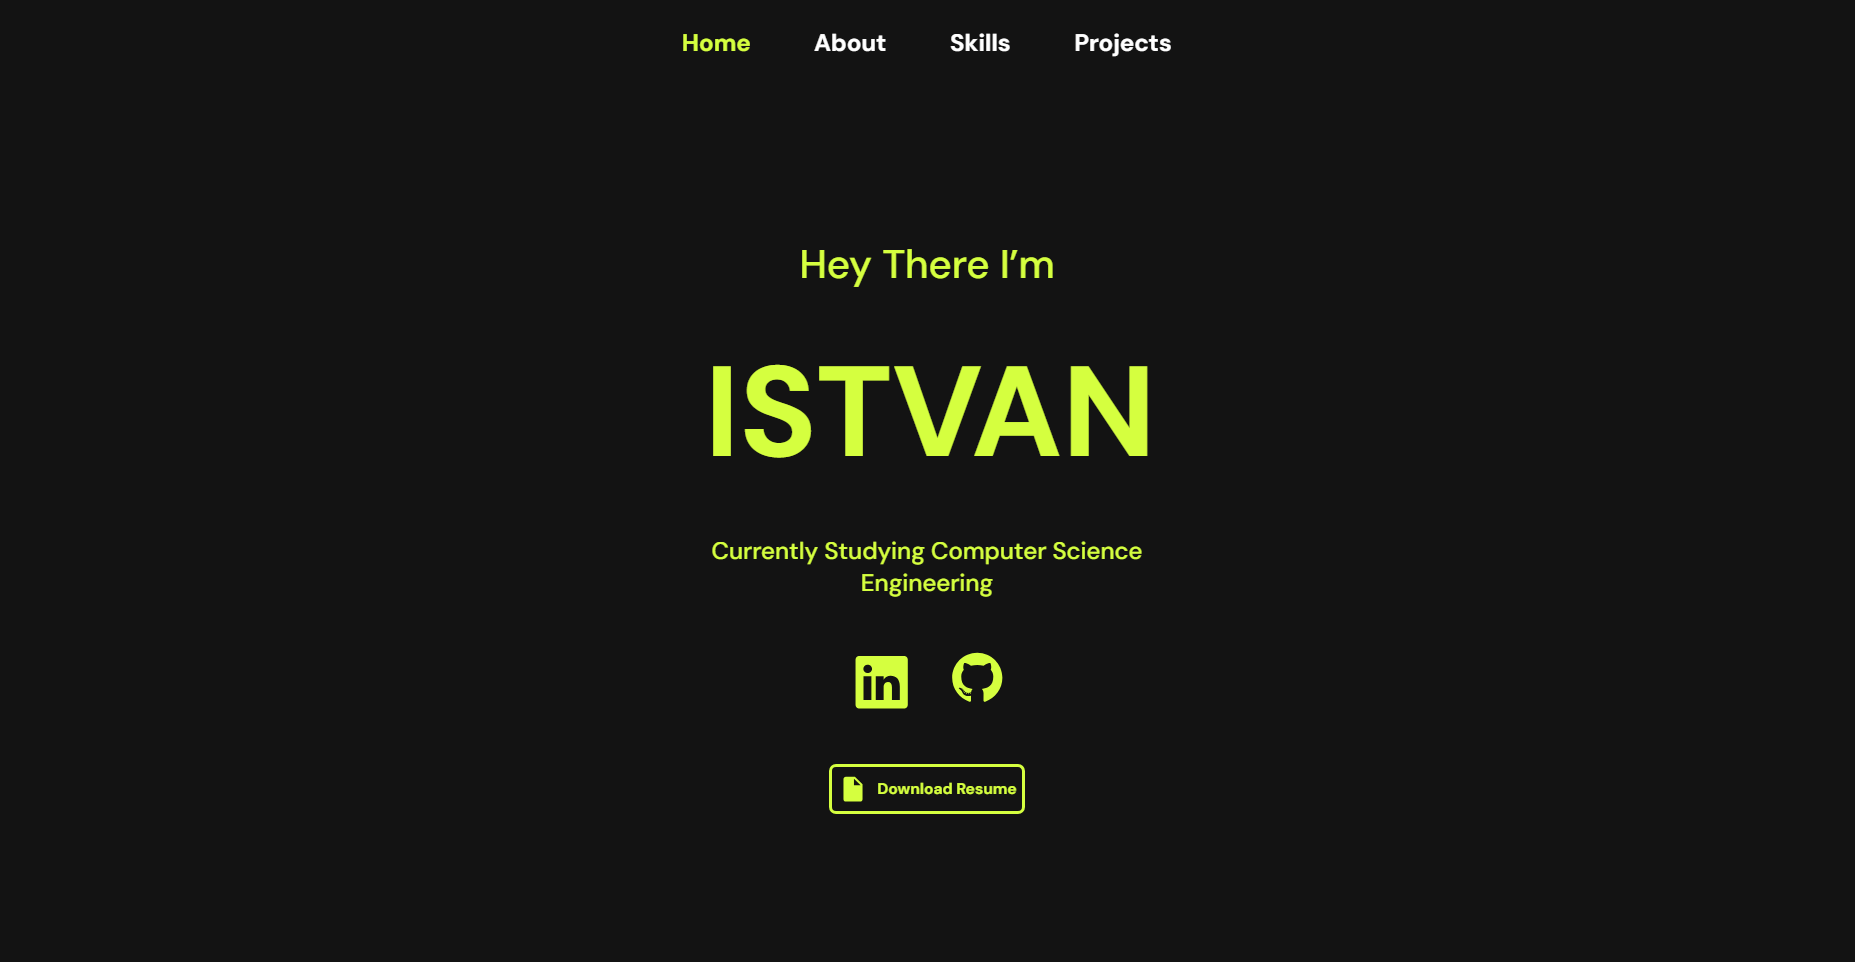 Home About Skills Projects
Hey There I’m
ISTVAN
Currently Studying Computer Science
Engineering
in
Download Resume